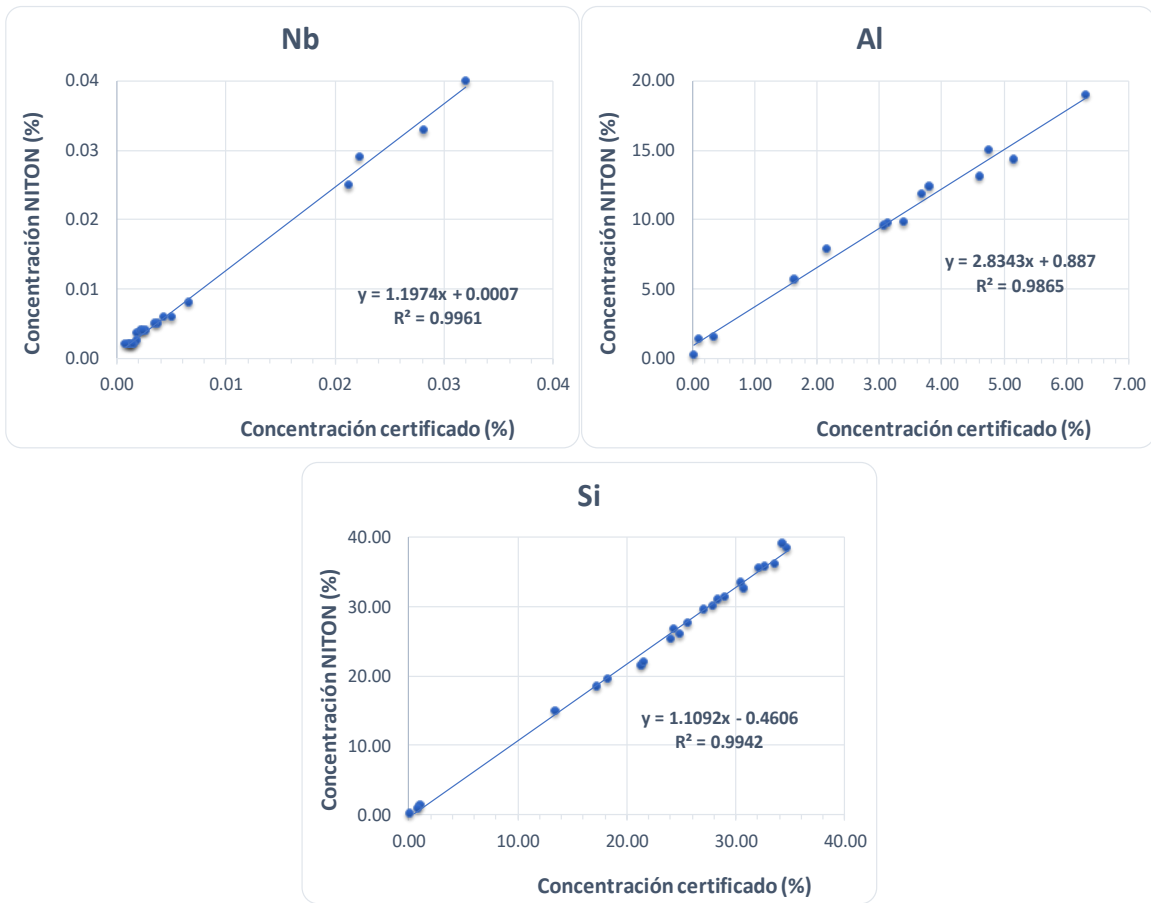 Nb
Concentración NITON (%)
0.04
0.03
0.02
0.01
0.00
y = 1.1974x + 0.0007
R² = 0.9961
0.00 0.01 0.02 0.03 0.04
Concentración certificado (%)
Al
Concentración NITON (%)
20.00
15.00
10.00
5.00
0.00
y = 2.8343x + 0.887
R² = 0.9865
0.00 1.00 2.00 3.00 4.00 5.00 6.00 7.00
Concentración certificado (%)
Si
Concentración NITON (%)
40.00
30.00
20.00
10.00
0.00
y = 1.1092x - 0.4606
R² = 0.9942
0.00 10.00 20.00 30.00 40.00
Concentración certificado (%)